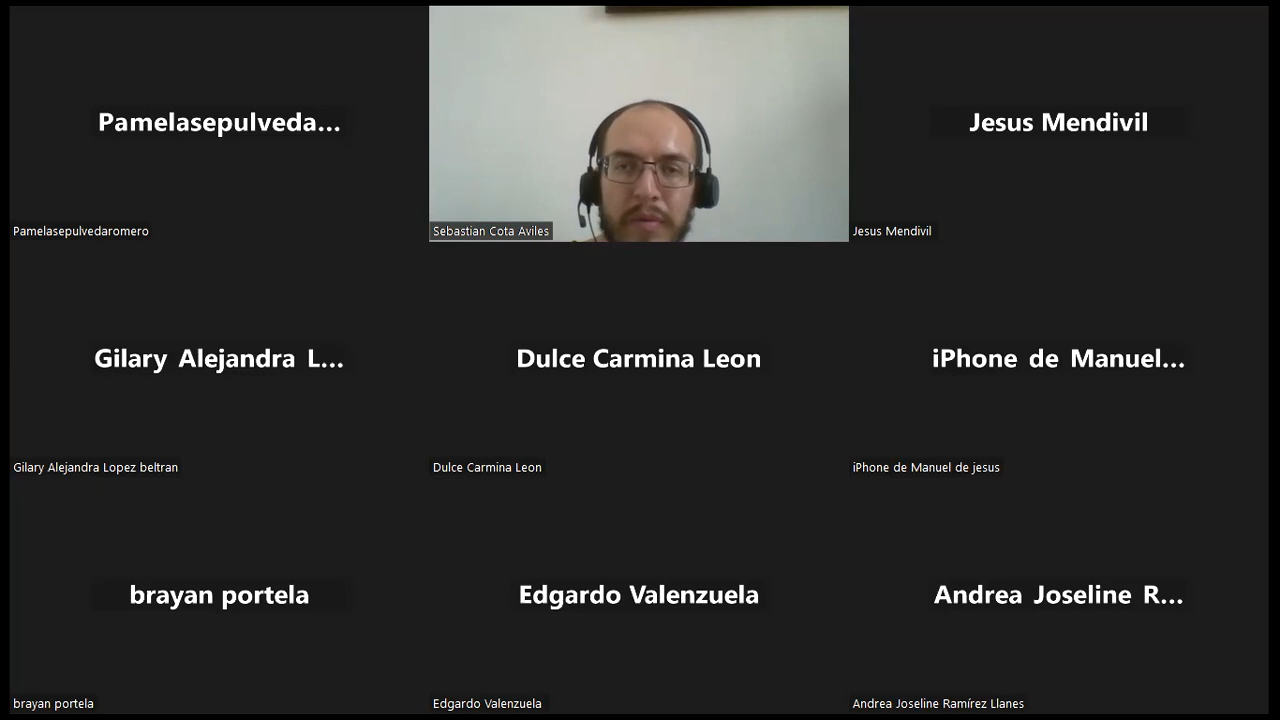 Pamelasepulveda...
Jesus Mendivil
Pamelasepulvedaromero
Sebastian Cota Aviles
Jesus Mendivil
Gilary Alejandra L...
Dulce Carmina Leon
iPhone de Manuel...
Gilary Alejandra Lopez beltran
Dulce Carmina Leon
iPhone de Manuel de jesus
brayan portela
Edgardo Valenzuela
Andrea Joseline R...
brayan portela
Edgardo Valenzuela
Andrea Joseline Ramírez Llanes